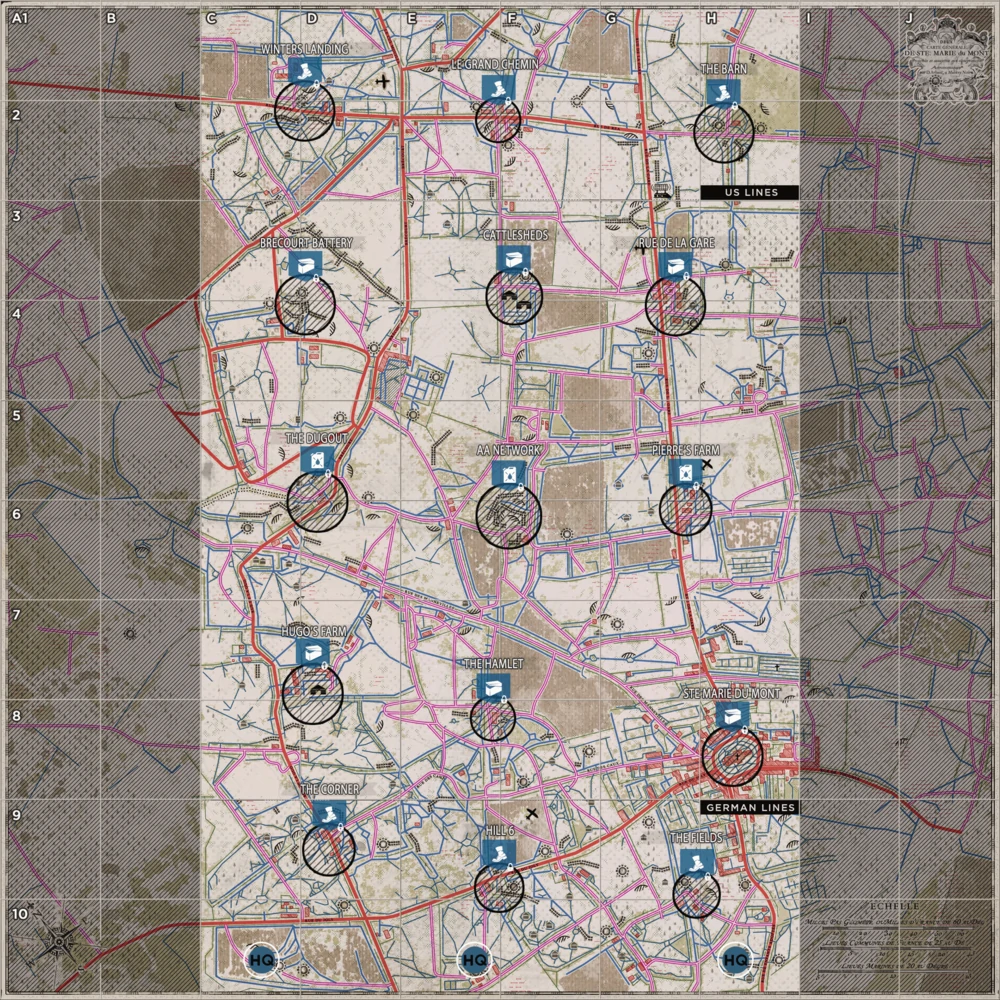 A1 B C D E F G H I J
WINTERS LANDING
LE GRAND CHEMIN
THE BARN
DE STE MARIE du MONT
2
US LINES
3
BRECOURT BATTERY
CATTLESHEDS
RUE DE LA GARE
4
5
THE DUGOUT
AA NETWORK
PIERRE'S FARM
6
7
HUGO'S FARM
THE HAMLET
STE MARIE DU MONT
8
THE CORNER
GERMAN LINES
9
HILL 6
THE FIELDS
10
ECHELLE
HQ
HQ
HQ